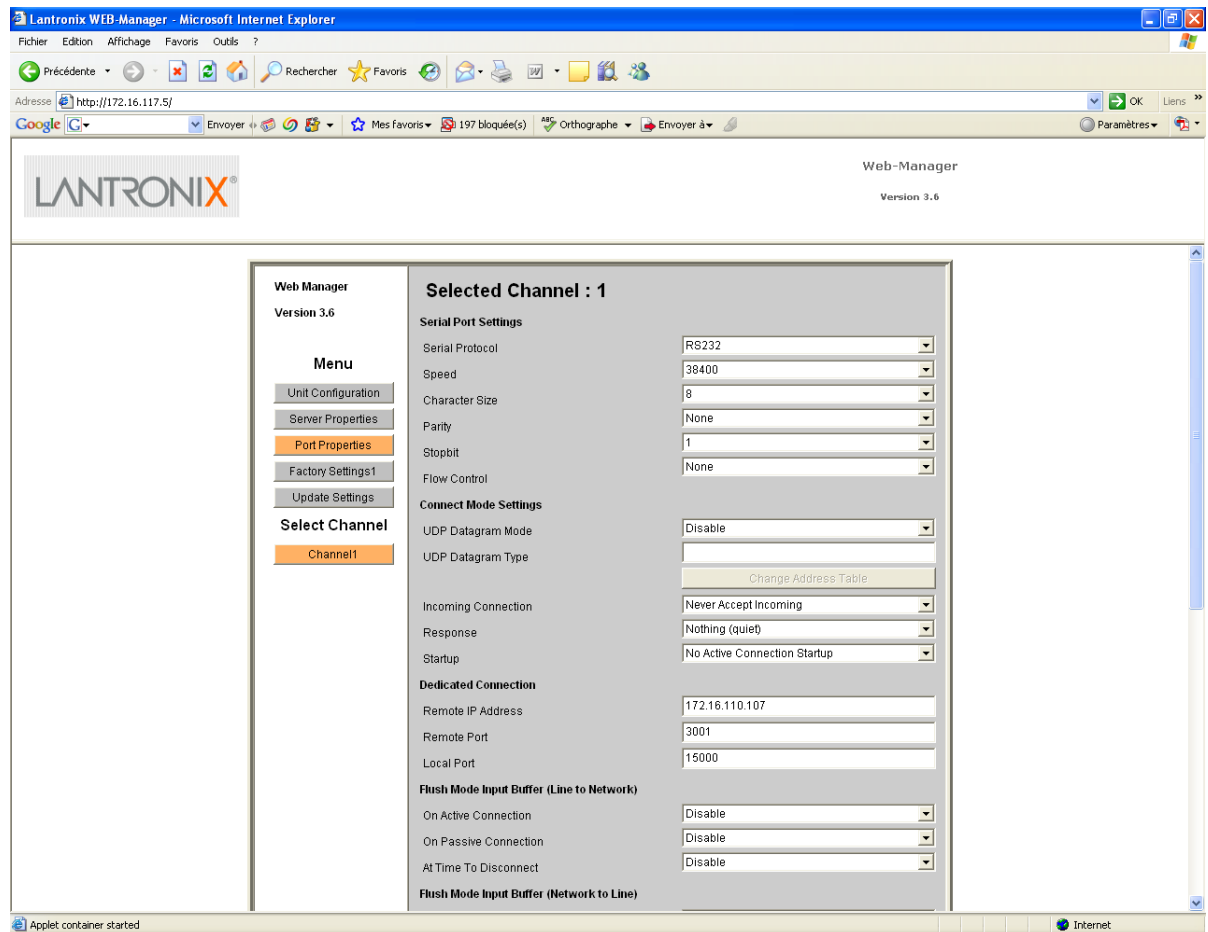 Lantronix WEB-Manager - Microsoft Internet Explorer
Fichier Edition Affichage Favoris Outils ?
Précédente Rechercher Favoris
Adresse http://172.16.117.5/ OK Liens »
Google G Envoyer Mes favoris 197 bloquée(s) ABC Orthographe Envoyer à Paramètres
LANTRONIX®
Web-Manager
Version 3.6
Web Manager
Version 3.6
Menu
Unit Configuration
Server Properties
Port Properties
Factory Settings1
Update Settings
Select Channel
Channel1
Selected Channel : 1
Serial Port Settings
Serial Protocol RS232
Speed 38400
Character Size 8
Parity None
Stopbit 1
Flow Control None
Connect Mode Settings
UDP Datagram Mode Disable
UDP Datagram Type
Change Address Table
Incoming Connection Never Accept Incoming
Response Nothing (quiet)
Startup No Active Connection Startup
Dedicated Connection
Remote IP Address 172.16.110.107
Remote Port 3001
Local Port 15000
Flush Mode Input Buffer (Line to Network)
On Active Connection Disable
On Passive Connection Disable
At Time To Disconnect Disable
Flush Mode Input Buffer (Network to Line)
Applet container started Internet